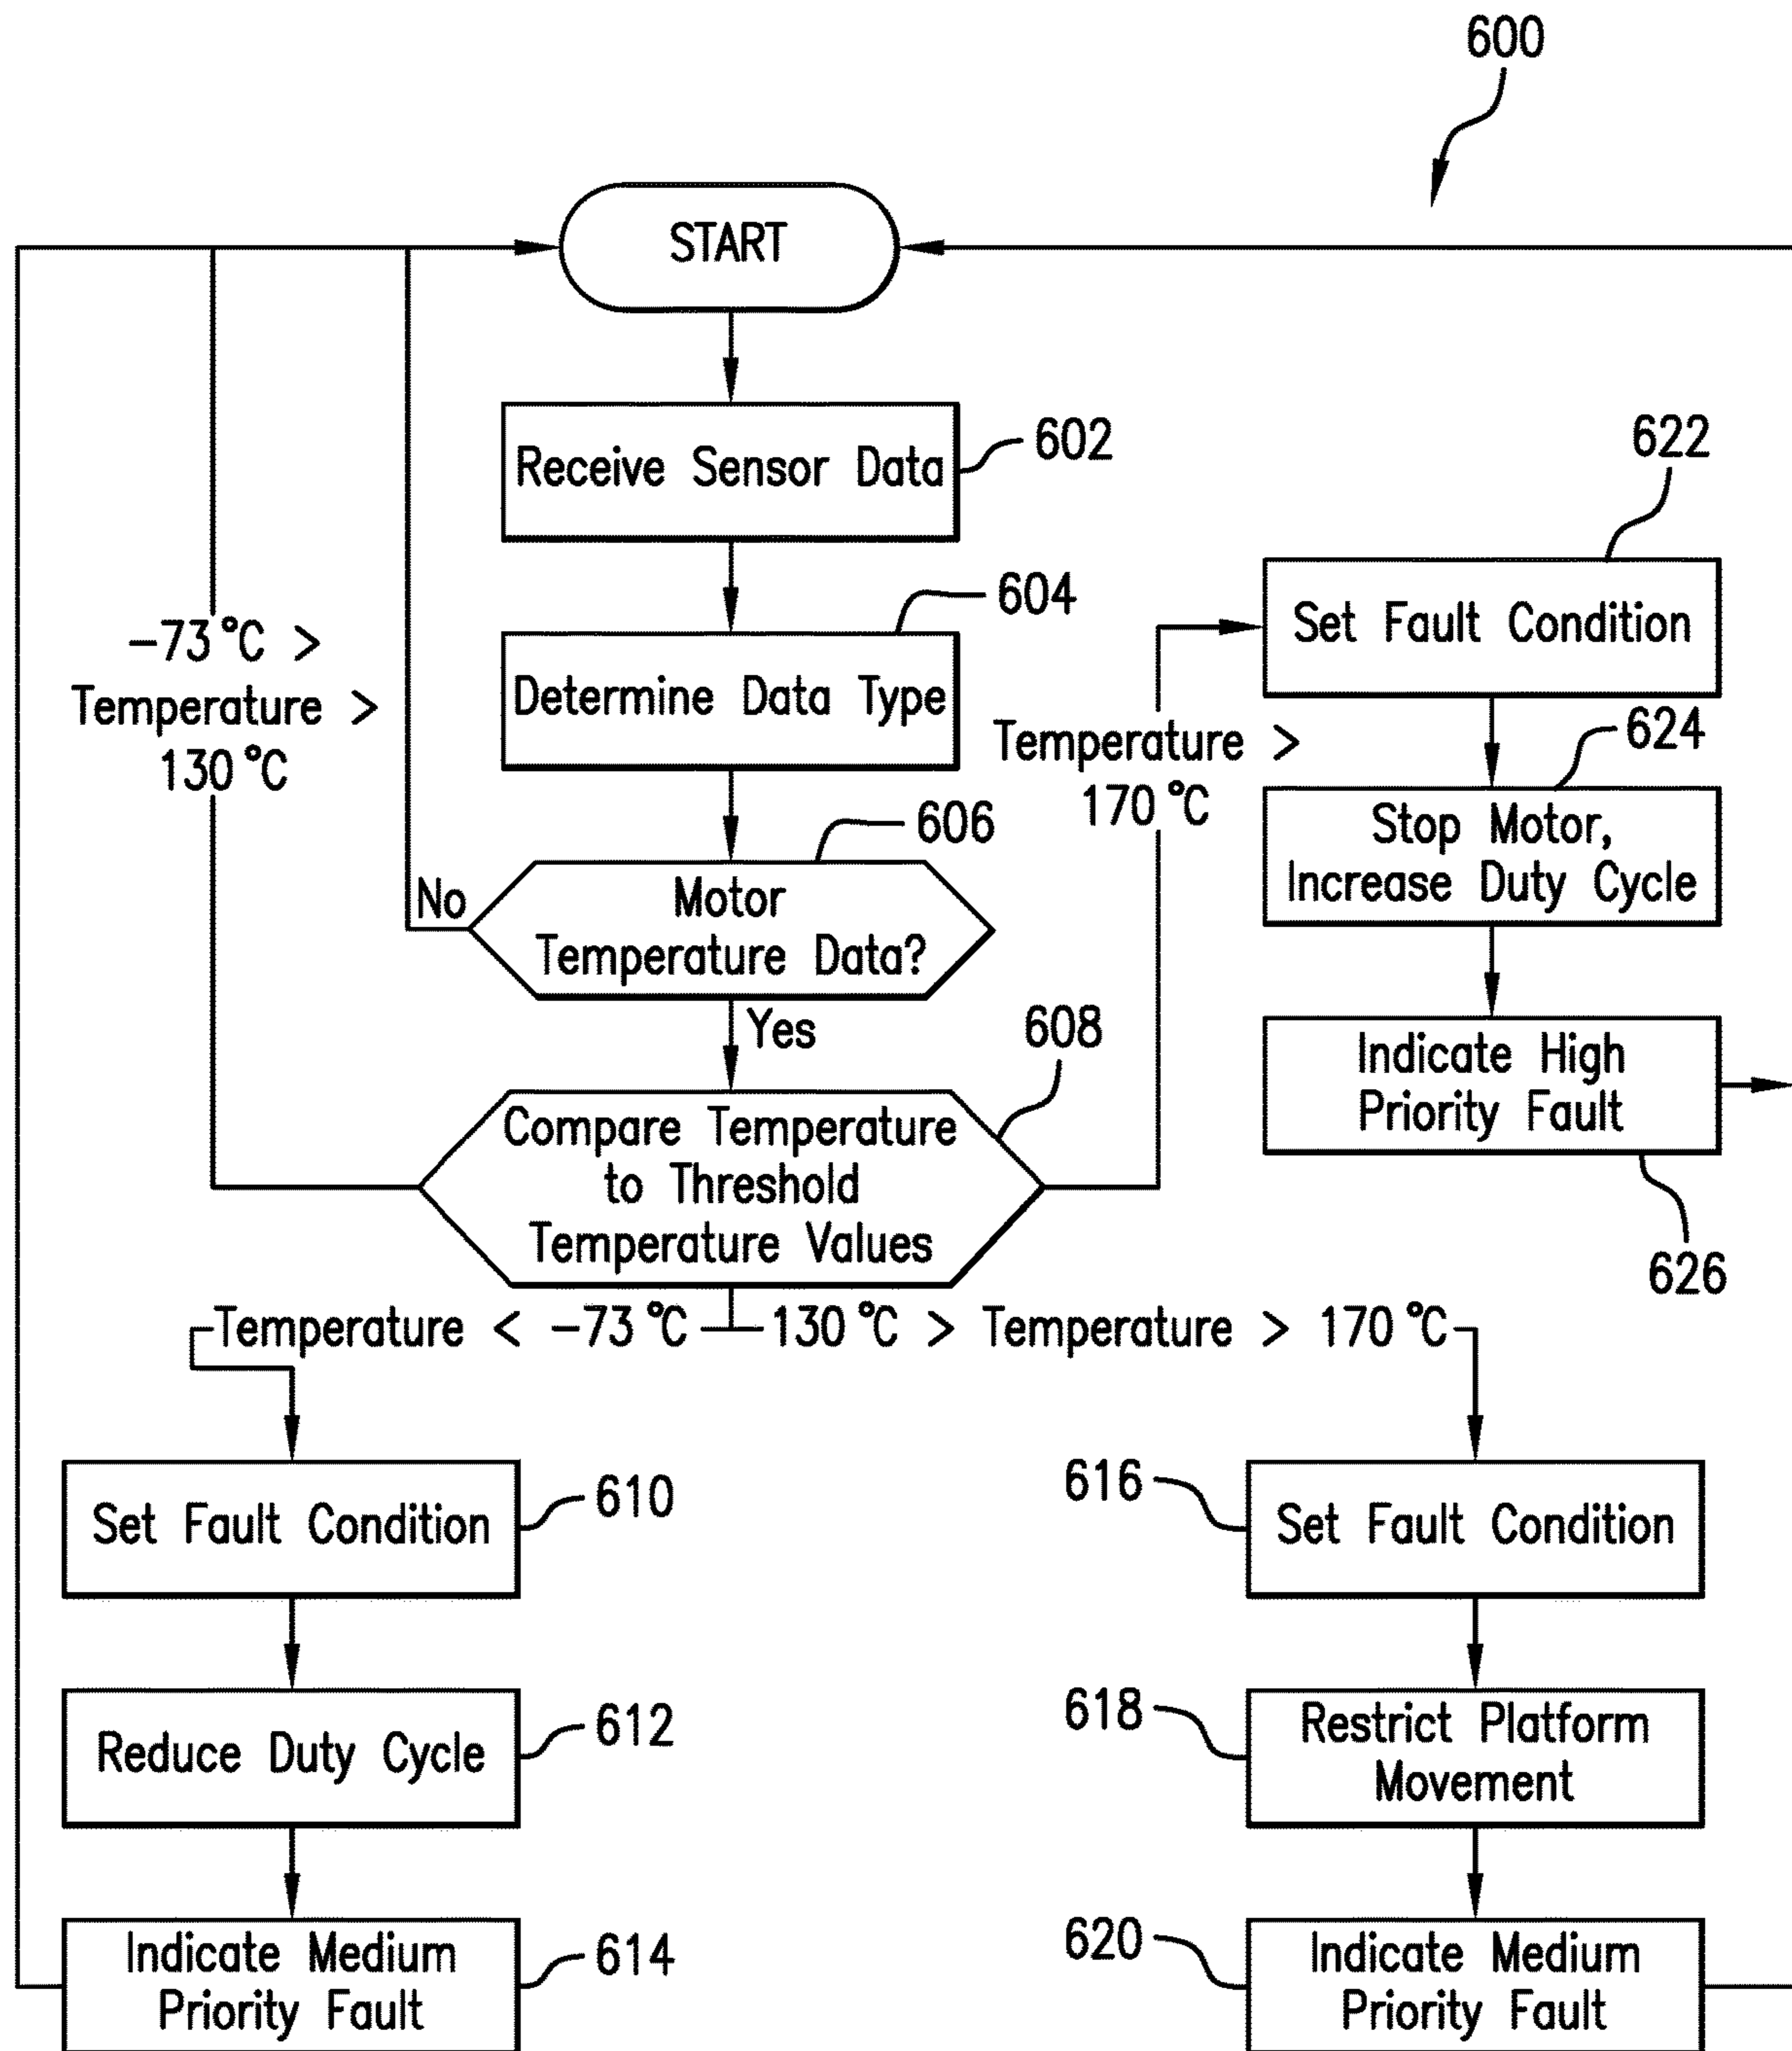 600
START
Receive Sensor Data
602
Determine Data Type
604
Motor
Temperature Data?
606
No
Yes
Compare Temperature
to Threshold
Temperature Values
608
-73 °C >
Temperature >
130 °C
Temperature >
170 °C
Set Fault Condition
622
Stop Motor,
Increase Duty Cycle
624
Indicate High
Priority Fault
626
Temperature < -73 °C
130 °C > Temperature > 170 °C
Set Fault Condition
610
Reduce Duty Cycle
612
Indicate Medium
Priority Fault
614
Set Fault Condition
616
Restrict Platform
Movement
618
Indicate Medium
Priority Fault
620